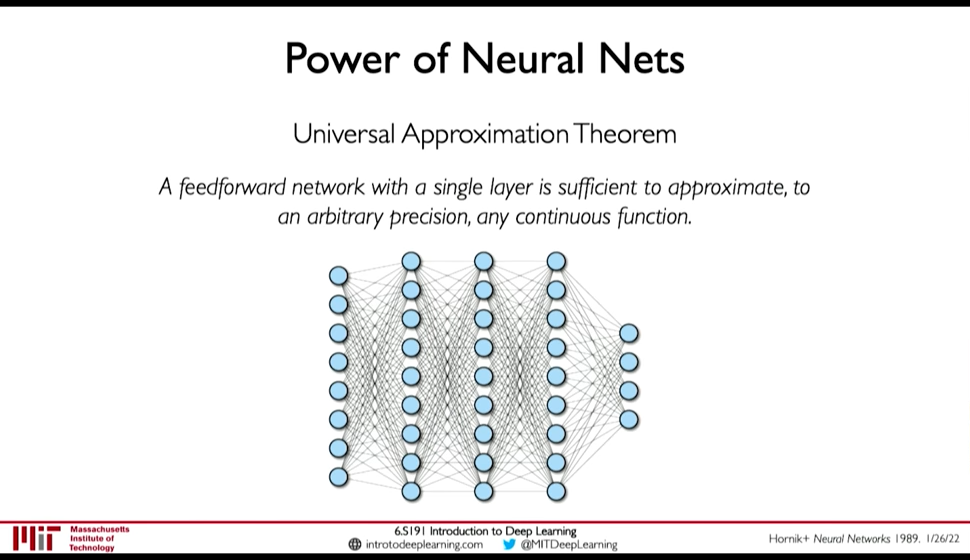 Power of Neural Nets
Universal Approximation Theorem
A feedforward network with a single layer is sufficient to approximate, to
an arbitrary precision, any continuous function.
Massachusetts
Institute of
Technology
6.S191 Introduction to Deep Learning
introtodeeplearning.com @MITDeepLearning
Hornik+ Neural Networks 1989. 1/26/22